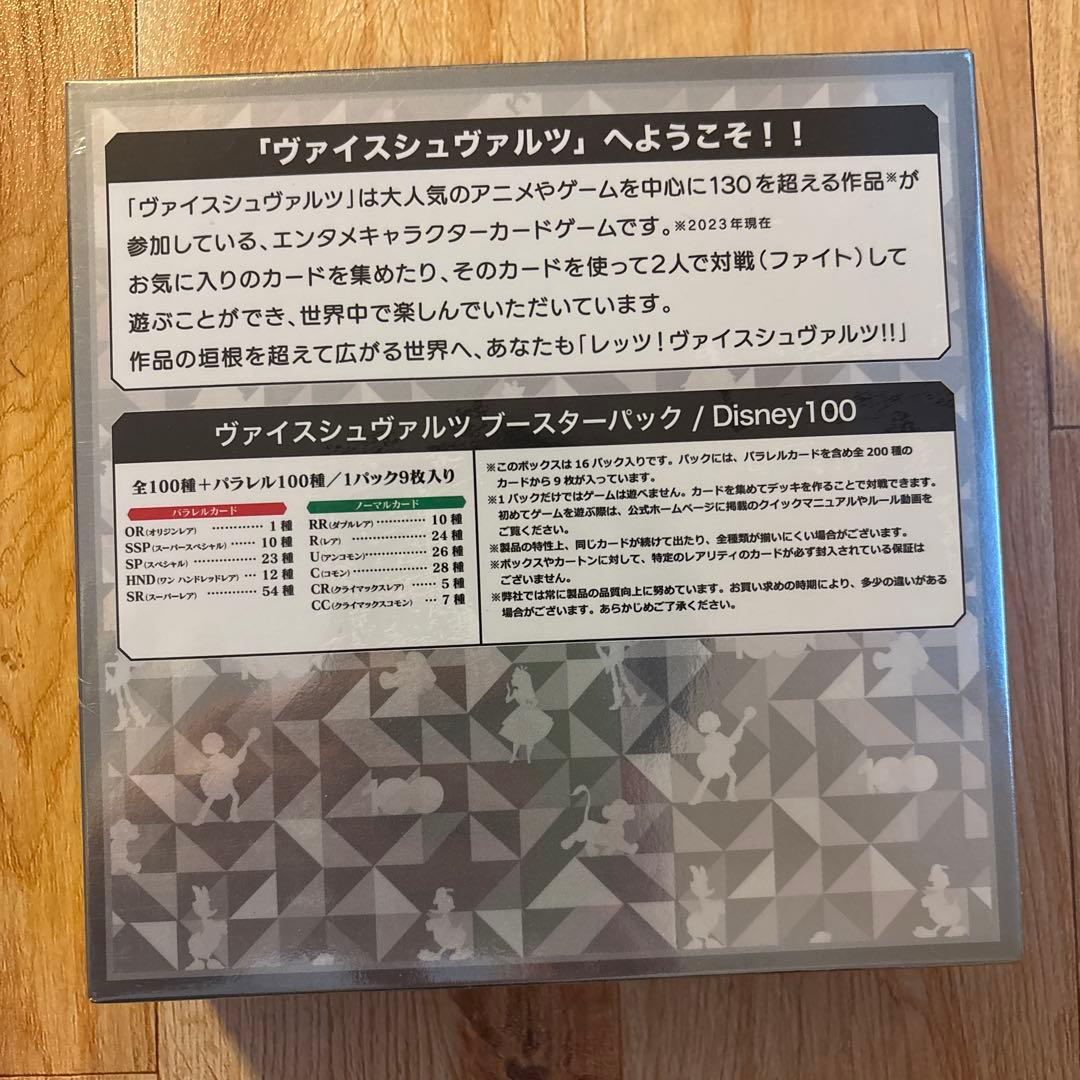 「ヴァイスシュヴァルツ」へようこそ！！
「ヴァイスシュヴァルツ」は大人気のアニメやゲームを中心に130を超える作品※が
参加している、エンタメキャラクターカードゲームです。※2023年現在
お気に入りのカードを集めたり、そのカードを使って2人で対戦（ファイト）して
遊ぶことができ、世界中で楽しんでいただいています。
作品の垣根を超えて広がる世界へ、あなたも「レッツ！ヴァイスシュヴァルツ!!」
ヴァイスシュヴァルツ ブースターパック / Disney100
全100種＋パラレル100種／1パック9枚入り
パラレルカード
OR（オリジンレア） ………… 1種
SSP（スーパースペシャル） …… 10種
SP（スペシャル） ………… 23種
HND（ワン ハンドレッドレア） … 12種
SR（スーパーレア） ………… 54種
ノーマルカード
RR（ダブルレア） ………… 10種
R（レア） ………… 24種
U（アンコモン） ………… 26種
C（コモン） ………… 28種
CR（クライマックスレア） …… 5種
CC（クライマックスコモン） … 7種
※このボックスは16パック入りです。パックには、パラレルカードを含め全200種の
カードから9枚が入っています。
※1パックだけではゲームは遊べません。カードを集めてデッキを作ることで対戦できます。
初めてゲームを遊ぶ際は、公式ホームページに掲載のクイックマニュアルやルール動画を
ご覧ください。
※製品の特性上、同じカードが続けて出たり、全種類が揃いにくい場合がございます。
※ボックスやカートンに対して、特定のレアリティのカードが必ず封入されている保証は
ございません。
※弊社では常に製品の品質向上に努めています。お買い求めの時期により、多少の違いがある
場合がございます。あらかじめご了承ください。